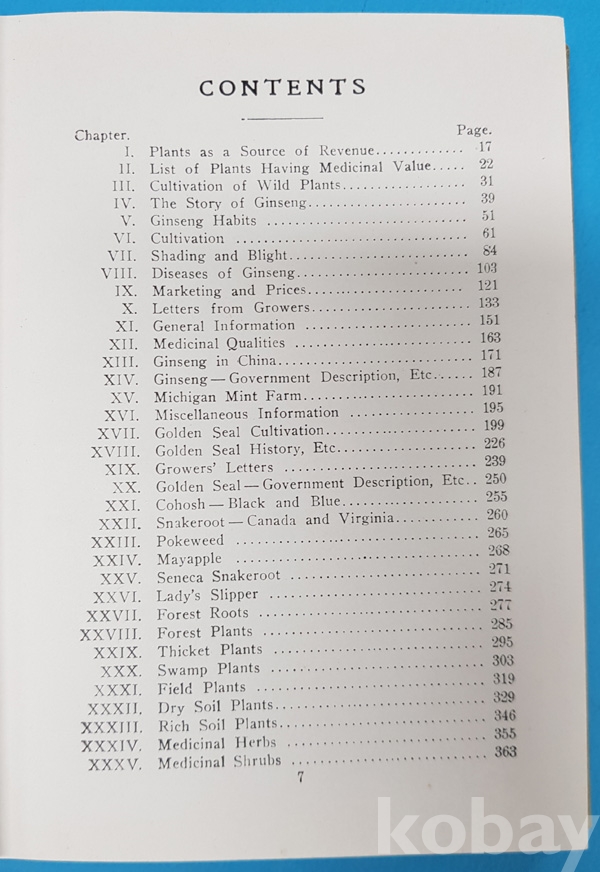 CONTENTS
Chapter. Page.
I. Plants as a Source of Revenue............ 17
II. List of Plants Having Medicinal Value..... 22
III. Cultivation of Wild Plants.................. 31
IV. The Story of Ginseng....................... 39
V. Ginseng Habits ............................. 51
VI. Cultivation ................................ 61
VII. Shading and Blight......................... 84
VIII. Diseases of Ginseng........................ 103
IX. Marketing and Prices....................... 121
X. Letters from Growers....................... 133
XI. General Information ....................... 151
XII. Medicinal Qualities ........................ 163
XIII. Ginseng in China........................... 171
XIV. Ginseng — Government Description, Etc...... 187
XV. Michigan Mint Farm........................ 191
XVI. Miscellaneous Information ................. 195
XVII. Golden Seal Cultivation.................... 199
XVIII. Golden Seal History, Etc................... 226
XIX. Growers' Letters .......................... 239
XX. Golden Seal — Government Description, Etc.. 250
XXI. Cohosh — Black and Blue.................... 255
XXII. Snakeroot — Canada and Virginia............ 260
XXIII. Pokeweed ................................. 265
XXIV. Mayapple ................................. 268
XXV. Seneca Snakeroot .......................... 271
XXVI. Lady's Slipper ............................ 274
XXVII. Forest Roots .............................. 277
XXVIII. Forest Plants ............................. 285
XXIX. Thicket Plants ............................ 295
XXX. Swamp Plants ............................. 303
XXXI. Field Plants .............................. 319
XXXII. Dry Soil Plants............................ 329
XXXIII. Rich Soil Plants........................... 346
XXXIV. Medicinal Herbs .......................... 355
XXXV. Medicinal Shrubs ......................... 363
7
kobay